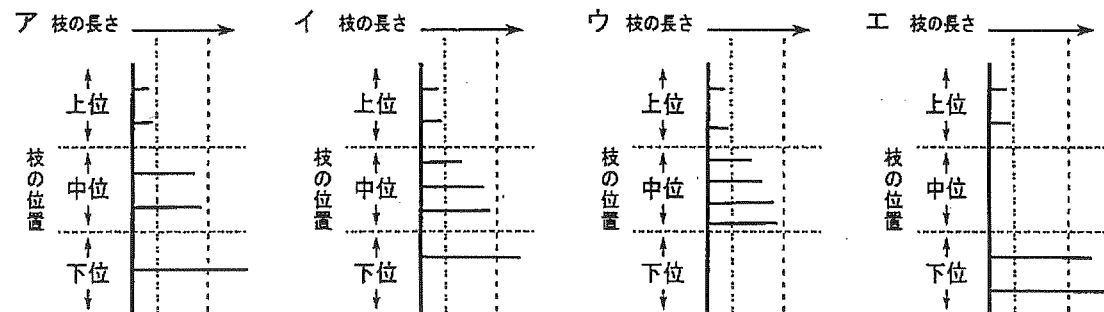 ア 枝の長さ
上位
中位
下位
枝の位置
イ 枝の長さ
上位
中位
下位
枝の位置
ウ 枝の長さ
上位
中位
下位
枝の位置
エ 枝の長さ
上位
中位
下位
枝の位置